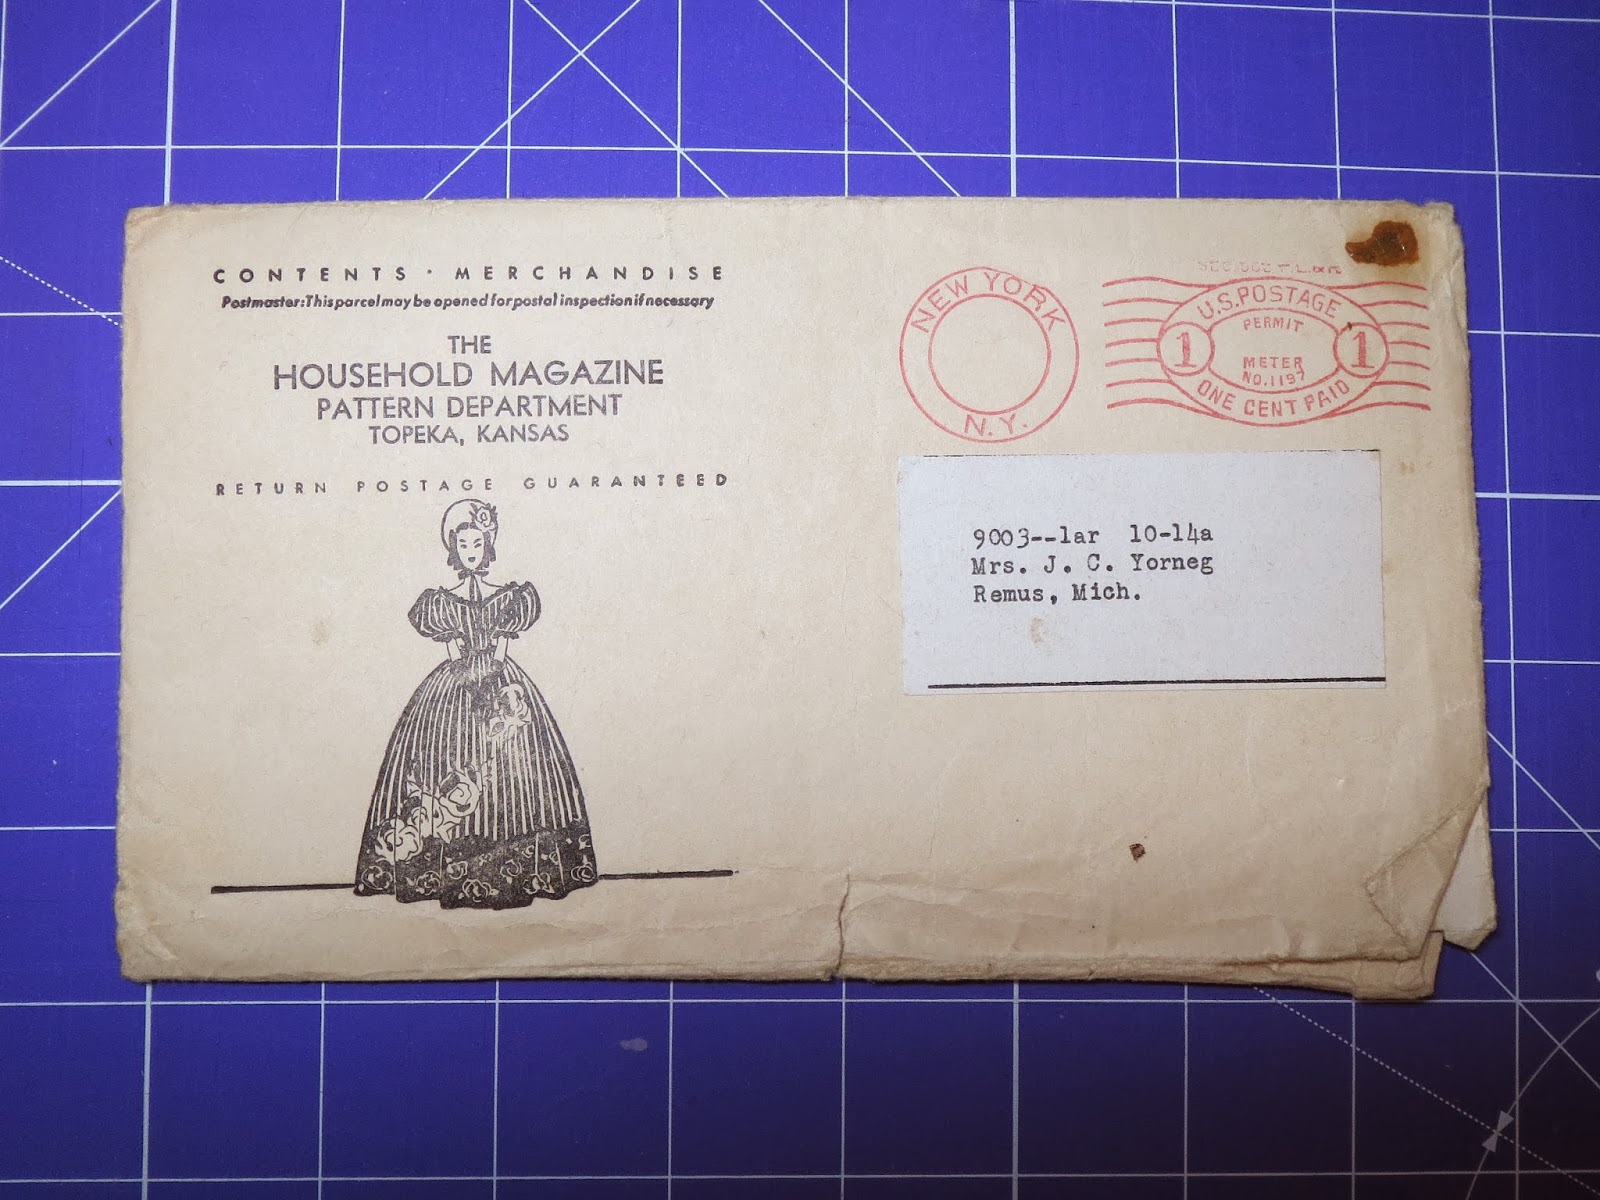 CONTENTS · MERCHANDISE
Postmaster: This parcel may be opened for postal inspection if necessary
THE
HOUSEHOLD MAGAZINE
PATTERN DEPARTMENT
TOPEKA, KANSAS
RETURN POSTAGE GUARANTEED
NEW YORK
N.Y.
U.S. POSTAGE
PERMIT
1 1
METER
NO. 1197
ONE CENT PAID
9003--lar 10-14a
Mrs. J. C. Yorneg
Remus, Mich.